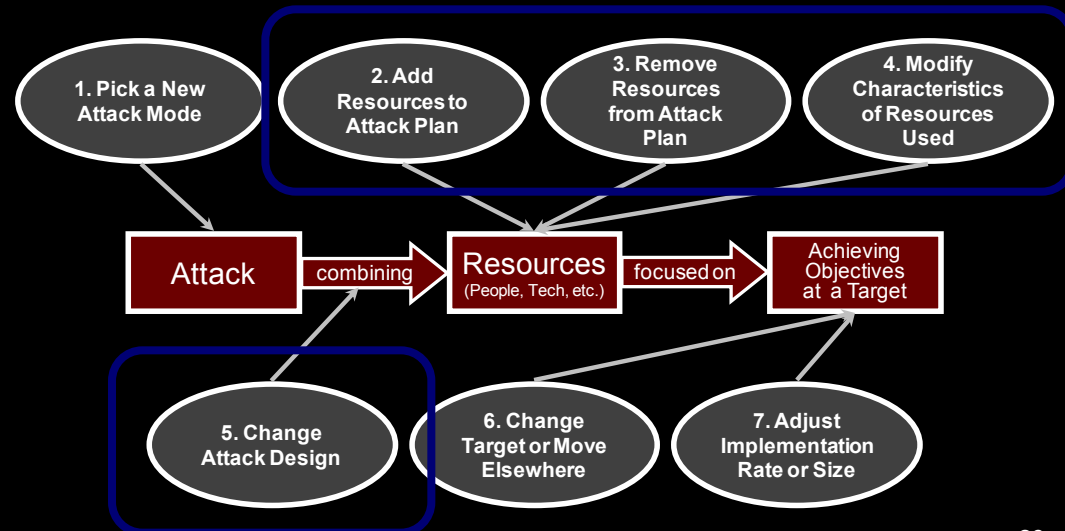 1. Pick a New
Attack Mode
2. Add
Resources to
Attack Plan
3. Remove
Resources
from Attack
Plan
4. Modify
Characteristics
of Resources
Used
Attack
combining
Resources
(People, Tech, etc.)
focused on
Achieving
Objectives
at a Target
5. Change
Attack Design
6. Change
Target or Move
Elsewhere
7. Adjust
Implementation
Rate or Size